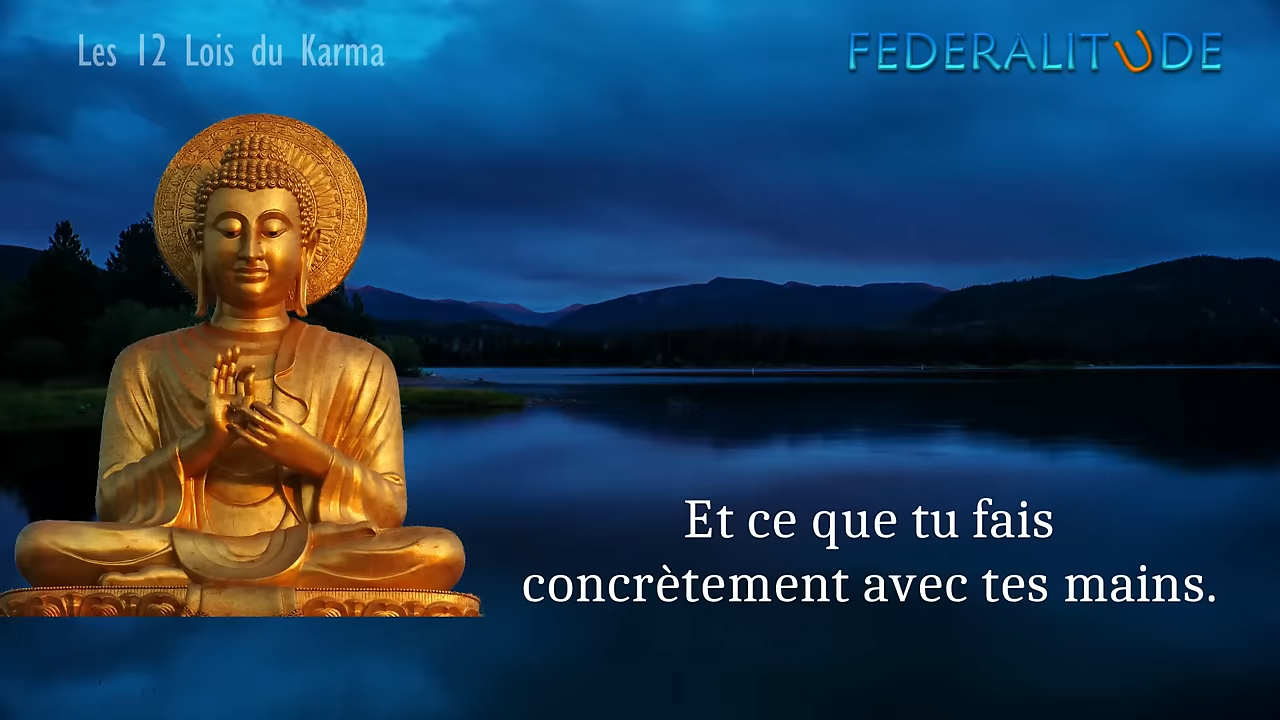 Les 12 Lois du Karma
FEDERALITUDE
Et ce que tu fais
concrètement avec tes mains.